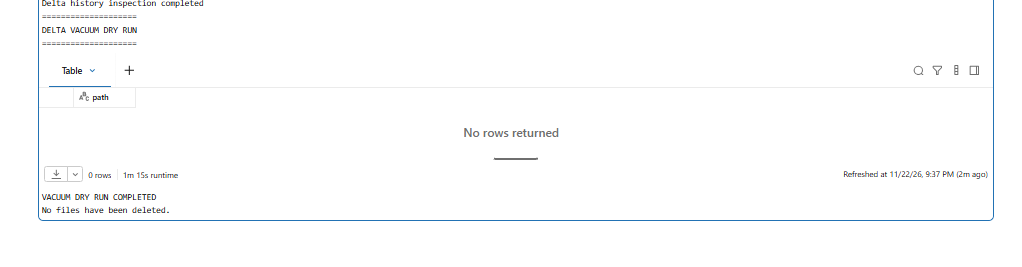 Delta history inspection completed
====================
DELTA VACUUM DRY RUN
====================
Table
+
ABC path
No rows returned
0 rows 1m 15s runtime
Refreshed at 11/22/26, 9:37 PM (2m ago)
VACUUM DRY RUN COMPLETED
No files have been deleted.